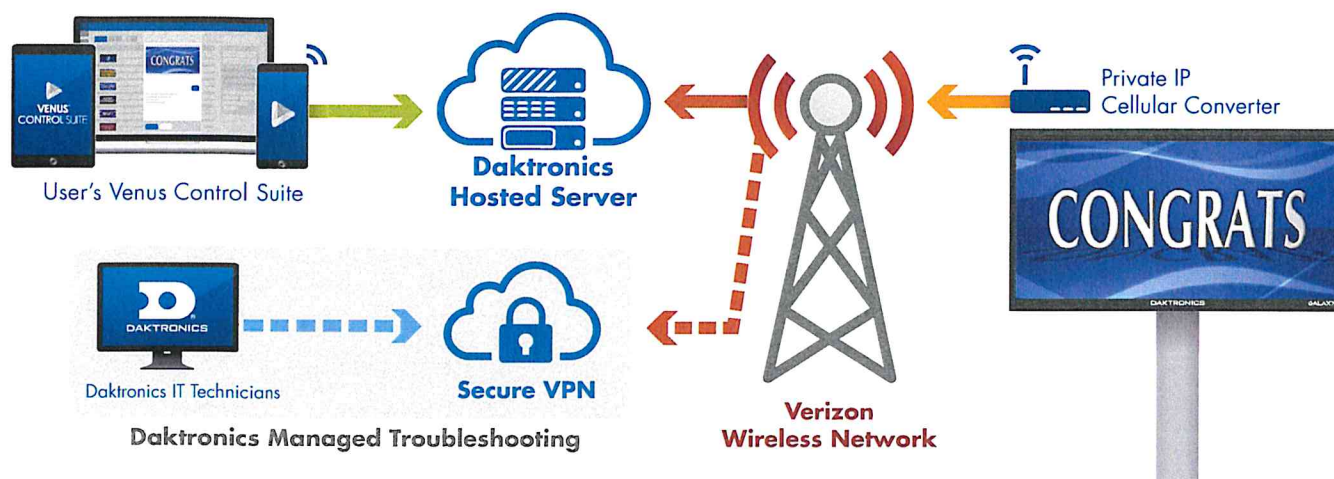 CONGRATS
VENUS
CONTROL SUITE
User's Venus Control Suite
Daktronics
Hosted Server
Private IP
Cellular Converter
CONGRATS
DAKTRONICS
GALAXY
DAKTRONICS
Daktronics IT Technicians
Secure VPN
Daktronics Managed Troubleshooting
Verizon
Wireless Network